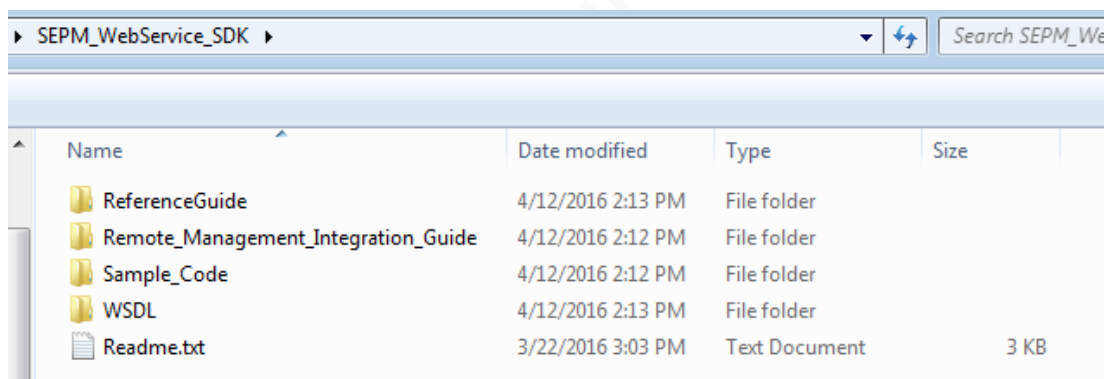 SEPM_WebService_SDK
Search SEPM_We
Name Date modified Type Size
ReferenceGuide 4/12/2016 2:13 PM File folder
Remote_Management_Integration_Guide 4/12/2016 2:12 PM File folder
Sample_Code 4/12/2016 2:12 PM File folder
WSDL 4/12/2016 2:13 PM File folder
Readme.txt 3/22/2016 3:03 PM Text Document 3 KB